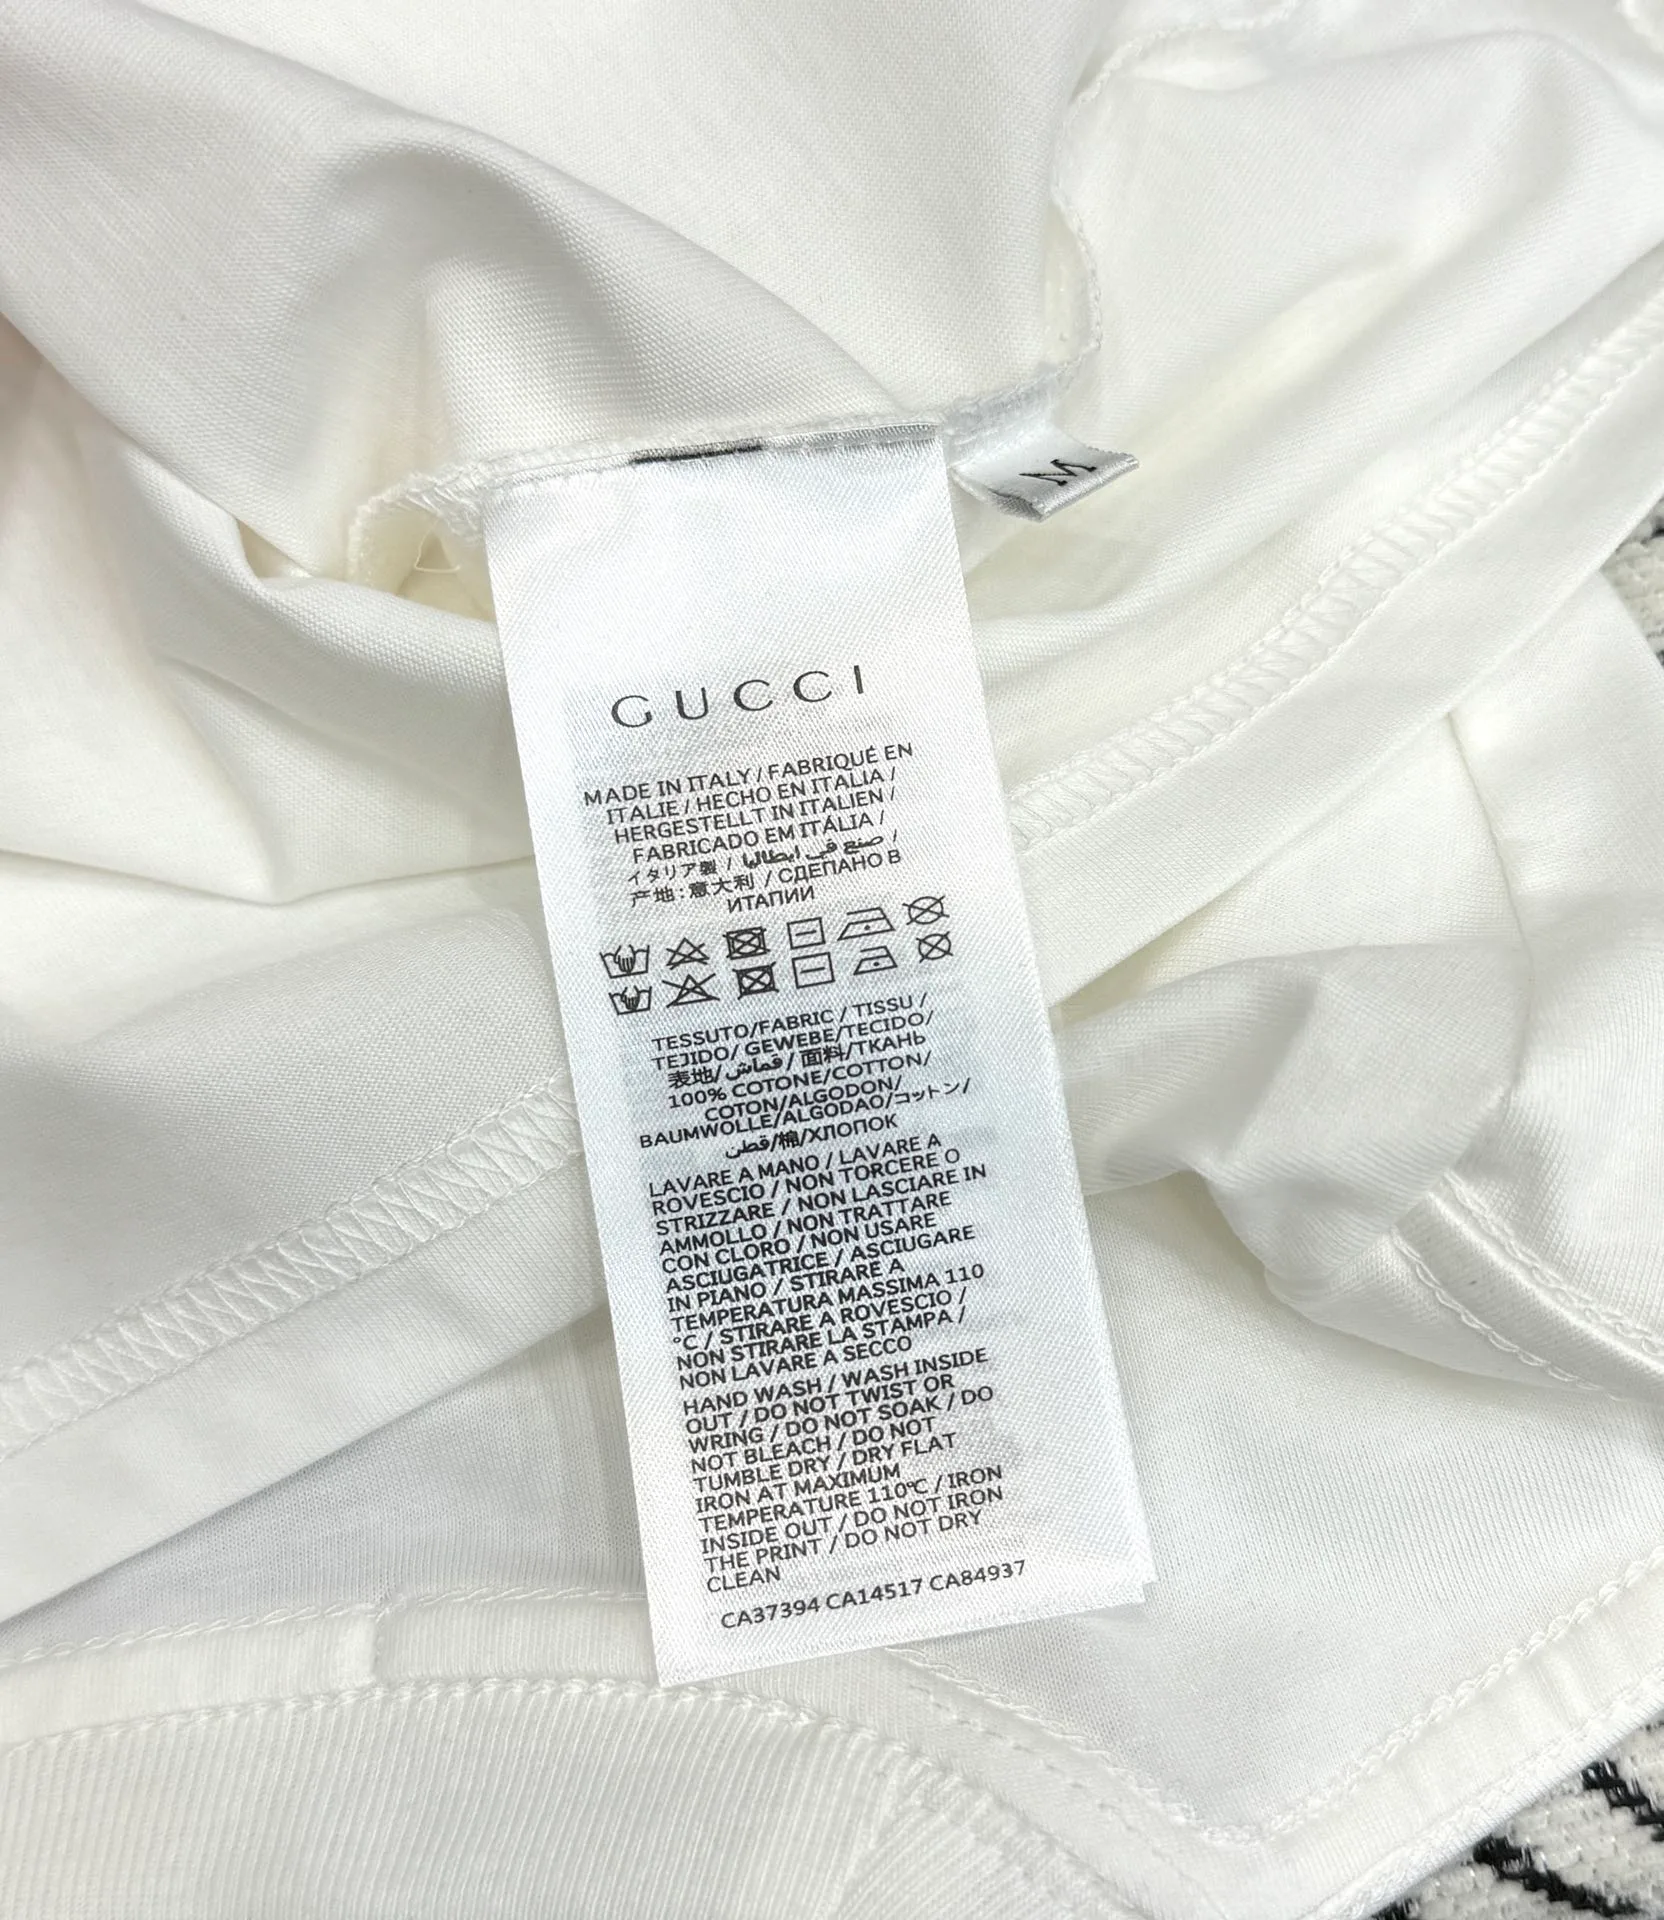 M
GUCCI
MADE IN ITALY / FABRIQUÉ EN
ITALIE / HECHO EN ITALIA /
HERGESTELLT IN ITALIEN /
FABRICADO EM ITÁLIA /
イタリア製 / صنع في ايطاليا /
产地:意大利 / СДЕПАНО В
ИТАПИИ
TESSUTO/FABRIC / TISSU /
TEJIDO/ GEWEBE/TECIDO/
表地/ قماش / 面料/ТКАНЬ
100% COTONE/COTTON/
COTON/ALGODON/
BAUMWOLLE/ALGODAO/コットン/
قطن/棉/ХЛОПОК
LAVARE A MANO / LAVARE A
ROVESCIO / NON TORCERE O
STRIZZARE / NON LASCIARE IN
AMMOLLO / NON TRATTARE
CON CLORO / NON USARE
ASCIUGATRICE / ASCIUGARE
IN PIANO / STIRARE A
TEMPERATURA MASSIMA 110
°C / STIRARE A ROVESCIO /
NON STIRARE LA STAMPA /
NON LAVARE A SECCO
HAND WASH / WASH INSIDE
OUT / DO NOT TWIST OR
WRING / DO NOT SOAK / DO
NOT BLEACH / DO NOT
TUMBLE DRY / DRY FLAT
IRON AT MAXIMUM
TEMPERATURE 110℃ / IRON
INSIDE OUT / DO NOT IRON
THE PRINT / DO NOT DRY
CLEAN
CA37394 CA14517 CA84937